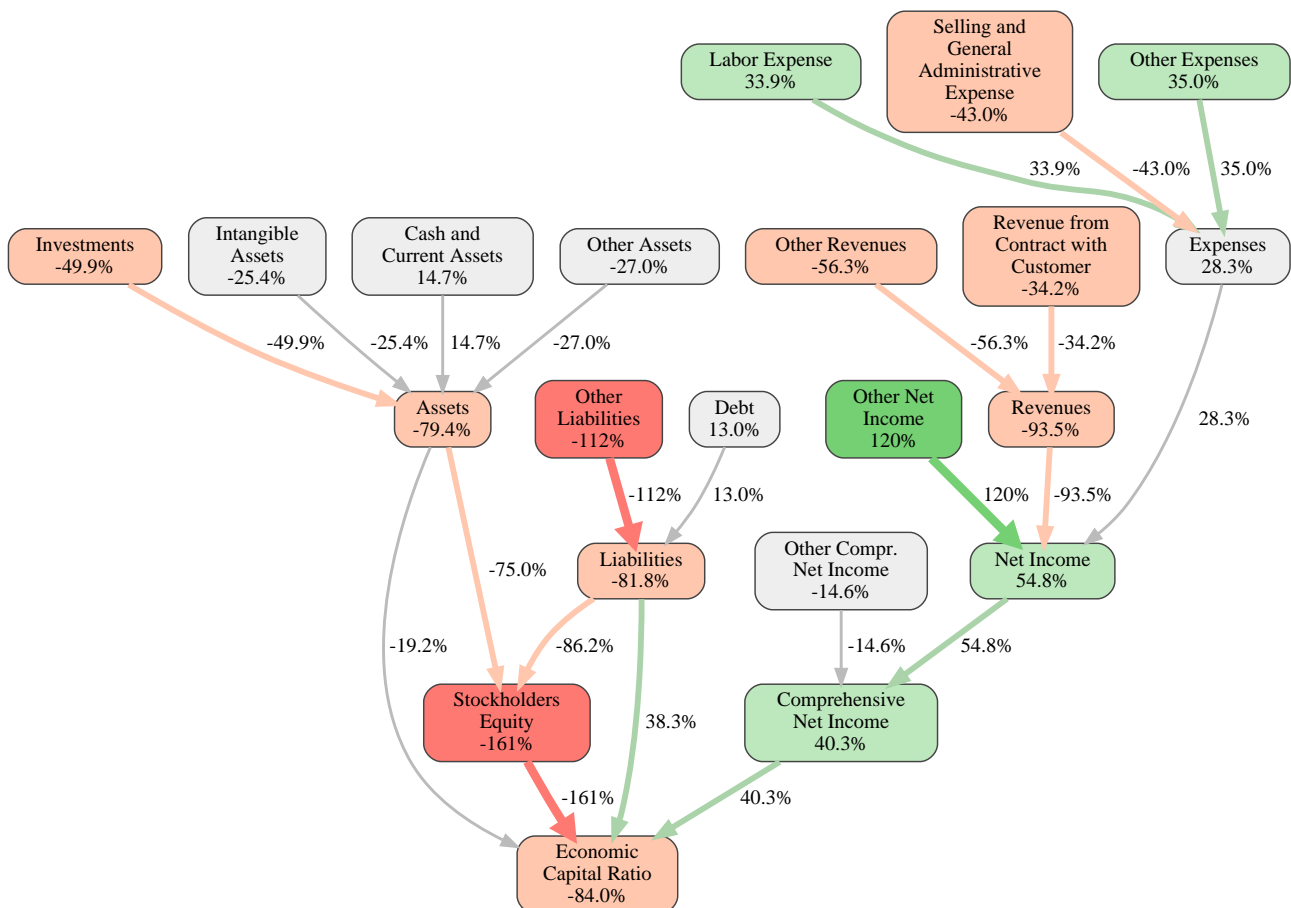 Selling and
General
Administrative
Expense
-43.0%
Labor Expense
33.9%
Other Expenses
35.0%
33.9%
-43.0%
35.0%
Investments
-49.9%
Intangible
Assets
-25.4%
Cash and
Current Assets
14.7%
Other Assets
-27.0%
Other Revenues
-56.3%
Revenue from
Contract with
Customer
-34.2%
Expenses
28.3%
-49.9%
-25.4%
14.7%
-27.0%
-56.3%
-34.2%
Assets
-79.4%
Other
Liabilities
-112%
Debt
13.0%
Other Net
Income
120%
Revenues
-93.5%
28.3%
-112%
13.0%
120%
-93.5%
Liabilities
-81.8%
Other Compr.
Net Income
-14.6%
Net Income
54.8%
-75.0%
-19.2%
-86.2%
-14.6%
54.8%
Stockholders
Equity
-161%
38.3%
Comprehensive
Net Income
40.3%
-161%
40.3%
Economic
Capital Ratio
-84.0%